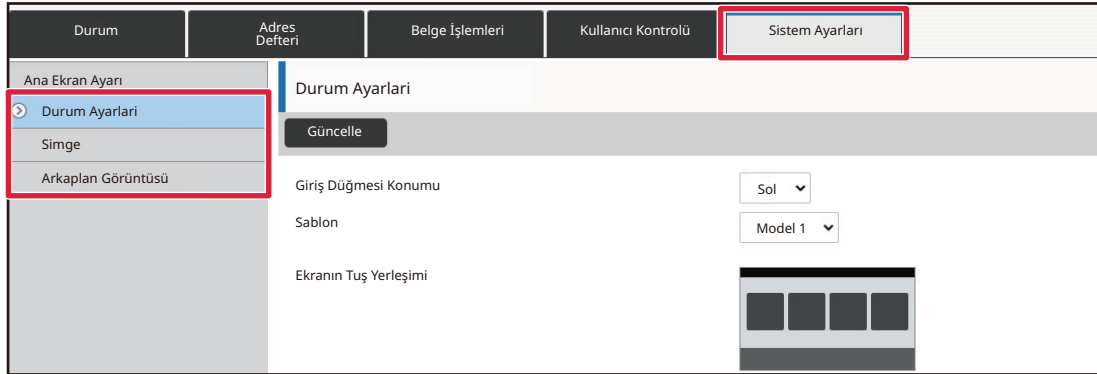 Durum
Adres
Defteri
Belge İşlemleri
Kullanıcı Kontrolü
Sistem Ayarları
Ana Ekran Ayarı
Durum Ayarlari
Simge
Arkaplan Görüntüsü
Durum Ayarlari
Güncelle
Giriş Düğmesi Konumu
Sol
Sablon
Model 1
Ekranın Tuş Yerleşimi